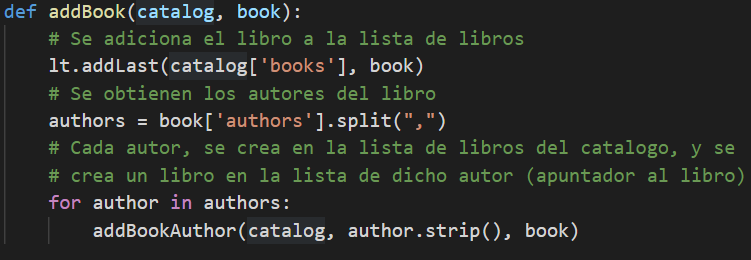 def addBook(catalog, book):
    # Se adiciona el libro a la lista de libros
    lt.addLast(catalog['books'], book)
    # Se obtienen los autores del libro
    authors = book['authors'].split(",")
    # Cada autor, se crea en la lista de libros del catalogo, y se
    # crea un libro en la lista de dicho autor (apuntador al libro)
    for author in authors:
        addBookAuthor(catalog, author.strip(), book)